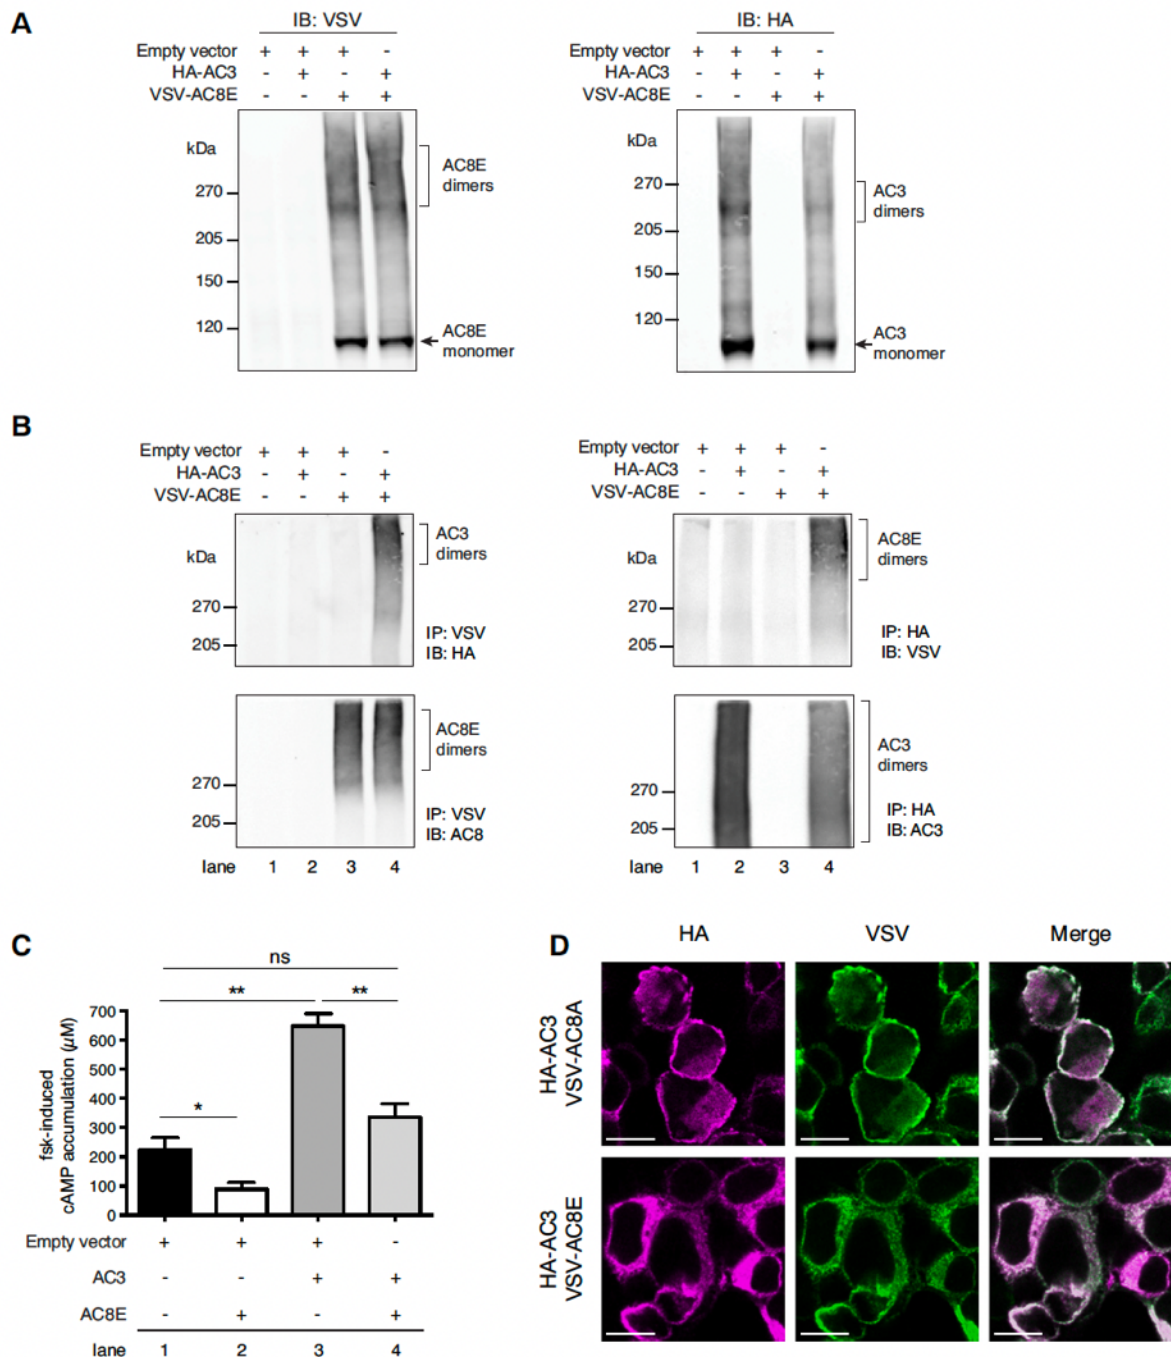 A
IB: VSV
Empty vector + + + -
HA-AC3 - + - +
VSV-AC8E - - + +
kDa
270
205
150
120
AC8E
dimers
AC8E
monomer
IB: HA
Empty vector + + + -
HA-AC3 - + - +
VSV-AC8E - - + +
kDa
270
205
150
120
AC3
dimers
AC3
monomer
B
Empty vector + + + -
HA-AC3 - + - +
VSV-AC8E - - + +
kDa
270
205
AC3
dimers
IP: VSV
IB: HA
270
205
AC8E
dimers
IP: VSV
IB: AC8
lane 1 2 3 4
Empty vector + + + -
HA-AC3 - + - +
VSV-AC8E - - + +
kDa
270
205
AC8E
dimers
IP: HA
IB: VSV
270
205
AC3
dimers
IP: HA
IB: AC3
1 2 3 4
C
ns
** **
*
fsk-induced
cAMP accumulation (µM)
700
600
500
400
300
200
100
0
Empty vector + + + -
AC3 - - + +
AC8E - + - +
lane 1 2 3 4
D
HA VSV Merge
HA-AC3
VSV-AC8A
HA-AC3
VSV-AC8E